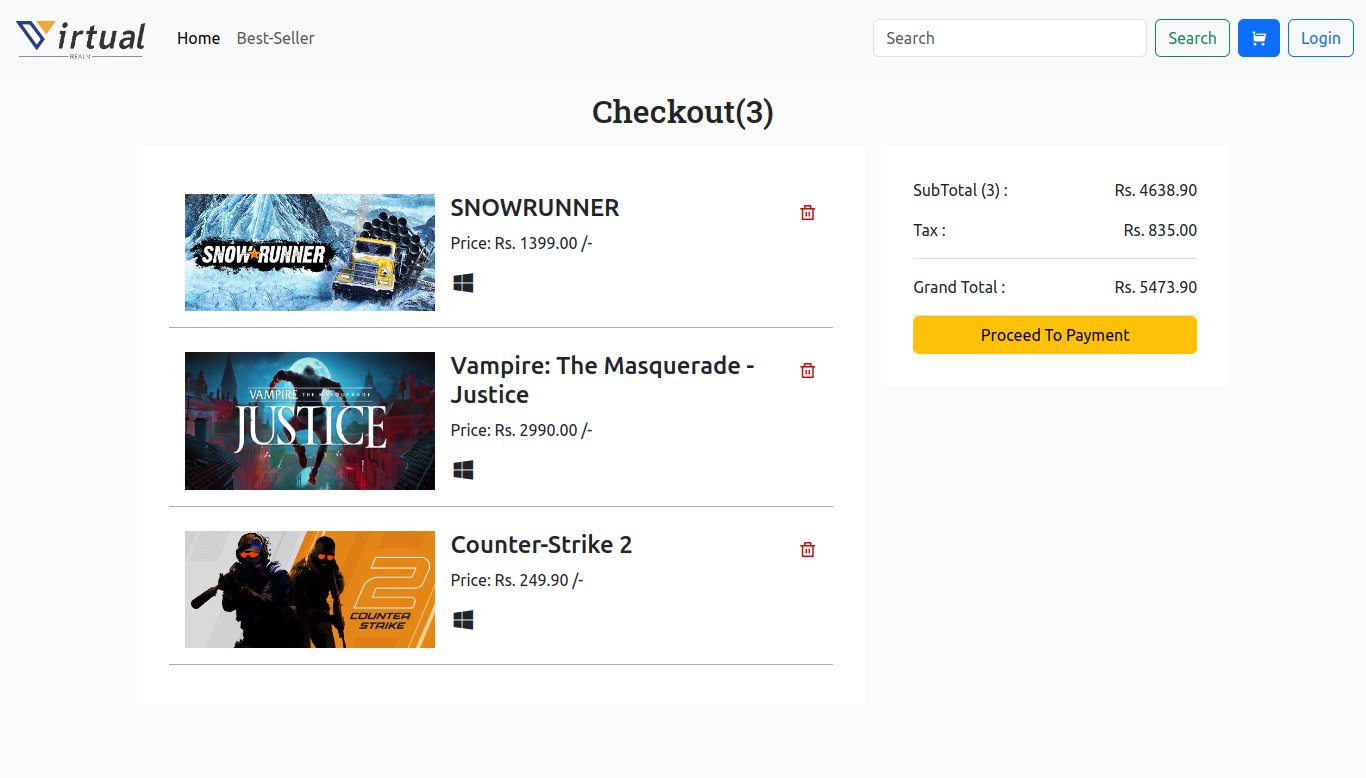 Virtual
REALM
Home
Best-Seller
Search
Search
Login
Checkout(3)
SNOWRUNNER
SNOWRUNNER
Price: Rs. 1399.00 /-
VAMPIRE THE MASQUERADE
JUSTICE
Vampire: The Masquerade -
Justice
Price: Rs. 2990.00 /-
2
COUNTER
STRIKE
Counter-Strike 2
Price: Rs. 249.90 /-
SubTotal (3) : Rs. 4638.90
Tax : Rs. 835.00
Grand Total : Rs. 5473.90
Proceed To Payment